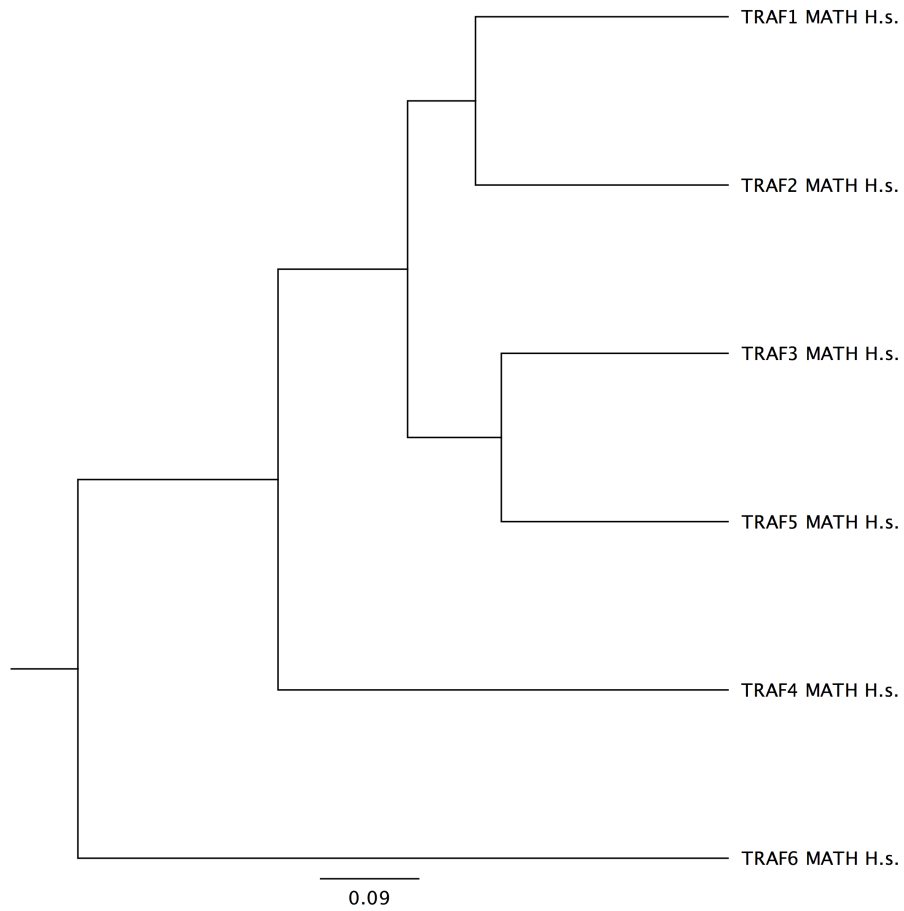 TRAF1 MATH H.s.
TRAF2 MATH H.s.
TRAF3 MATH H.s.
TRAF5 MATH H.s.
TRAF4 MATH H.s.
TRAF6 MATH H.s.
0.09